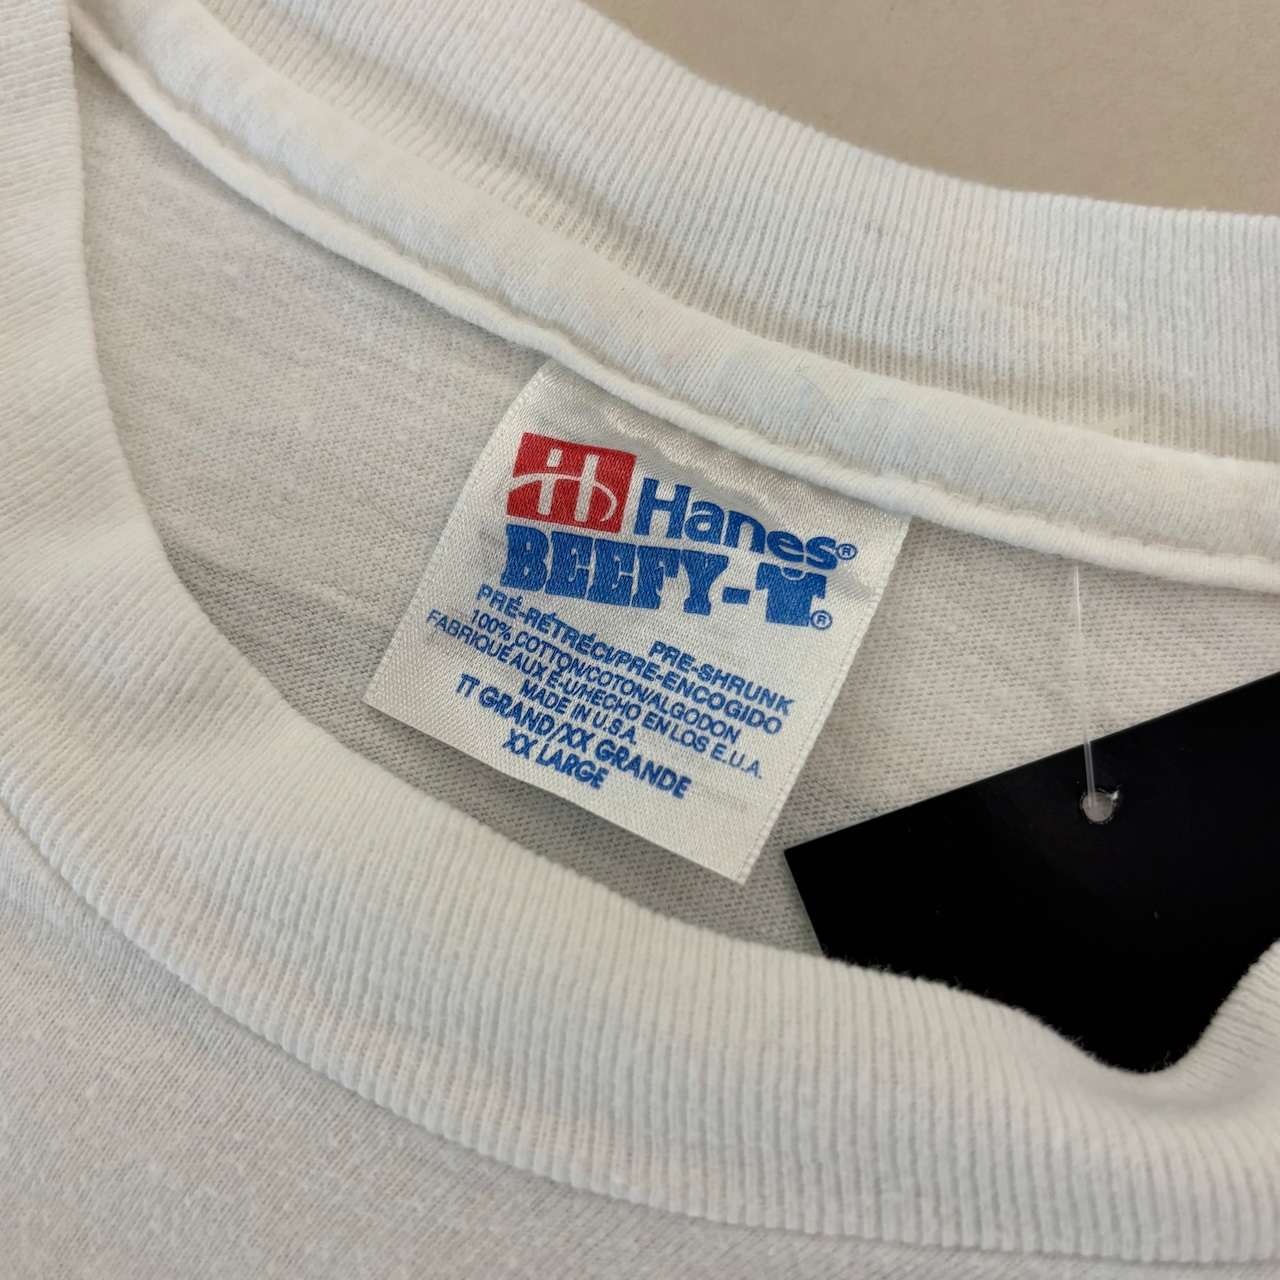 Hanes®
BEEFY-T®
PRE-SHRUNK
PRÉ-RÉTRÉCI/PRE-ENCOGIDO
100% COTTON/COTON/ALGODON
FABRIQUÉ AUX É-U/HECHO EN LOS E.U.A.
MADE IN U.S.A.
TT GRAND/XX GRANDE
XX LARGE